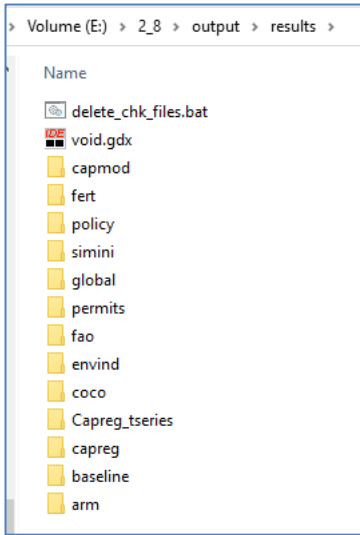 > Volume (E:) > 2_8 > output > results >
Name
delete_chk_files.bat
IDE void.gdx
capmod
fert
policy
simini
global
permits
fao
envind
coco
Capreg_tseries
capreg
baseline
arm